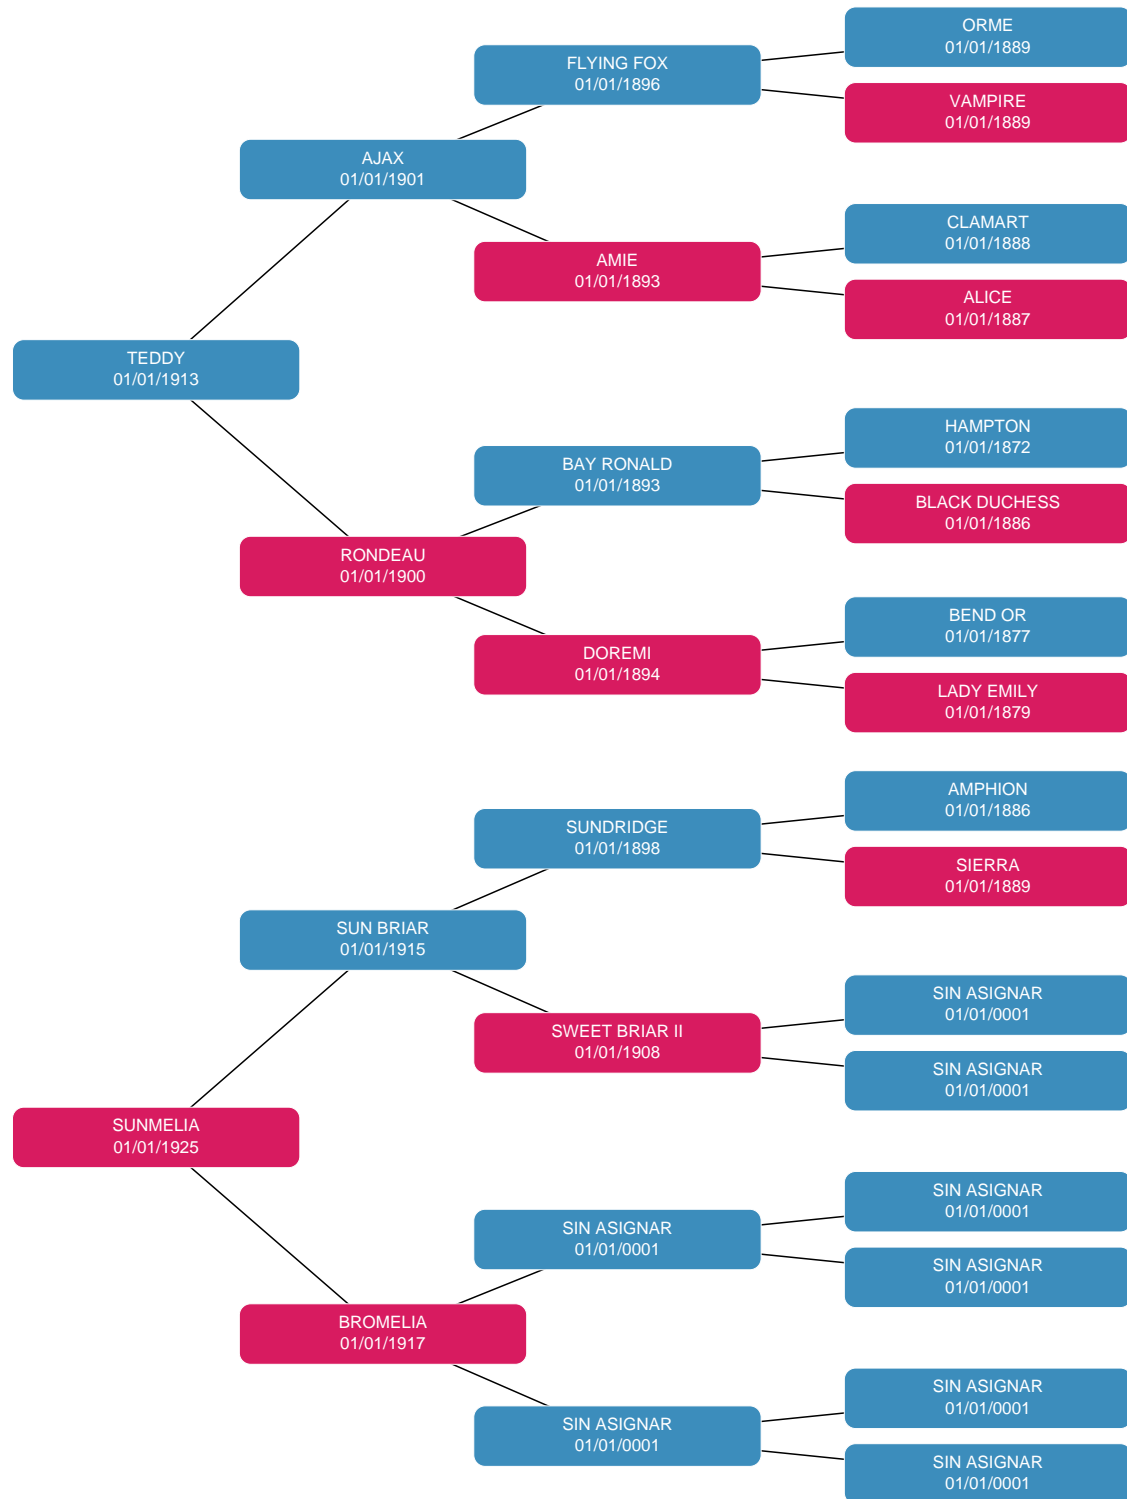 ORME
01/01/1889
FLYING FOX
01/01/1896
VAMPIRE
01/01/1889
AJAX
01/01/1901
CLAMART
01/01/1888
AMIE
01/01/1893
ALICE
01/01/1887
TEDDY
01/01/1913
HAMPTON
01/01/1872
BAY RONALD
01/01/1893
BLACK DUCHESS
01/01/1886
RONDEAU
01/01/1900
BEND OR
01/01/1877
DOREMI
01/01/1894
LADY EMILY
01/01/1879
AMPHION
01/01/1886
SUNDRIDGE
01/01/1898
SIERRA
01/01/1889
SUN BRIAR
01/01/1915
SIN ASIGNAR
01/01/0001
SWEET BRIAR II
01/01/1908
SIN ASIGNAR
01/01/0001
SUNMELIA
01/01/1925
SIN ASIGNAR
01/01/0001
SIN ASIGNAR
01/01/0001
SIN ASIGNAR
01/01/0001
BROMELIA
01/01/1917
SIN ASIGNAR
01/01/0001
SIN ASIGNAR
01/01/0001
SIN ASIGNAR
01/01/0001